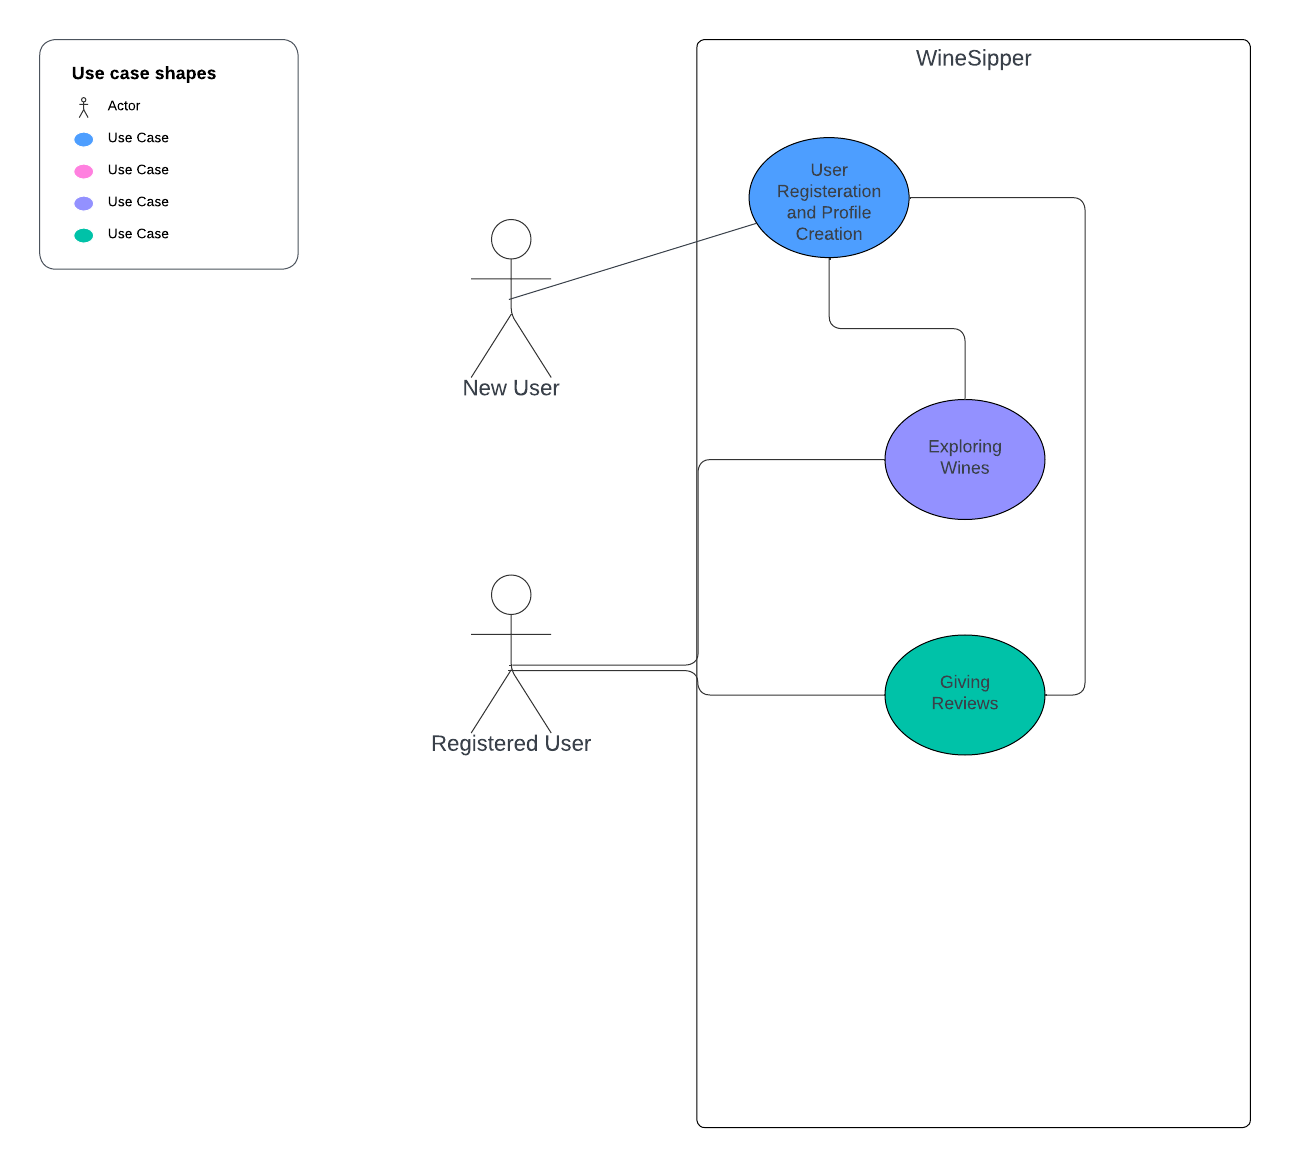 Use case shapes
Actor
Use Case
Use Case
Use Case
Use Case
WineSipper
User
Registeration
and Profile
Creation
New User
Exploring
Wines
Giving
Reviews
Registered User